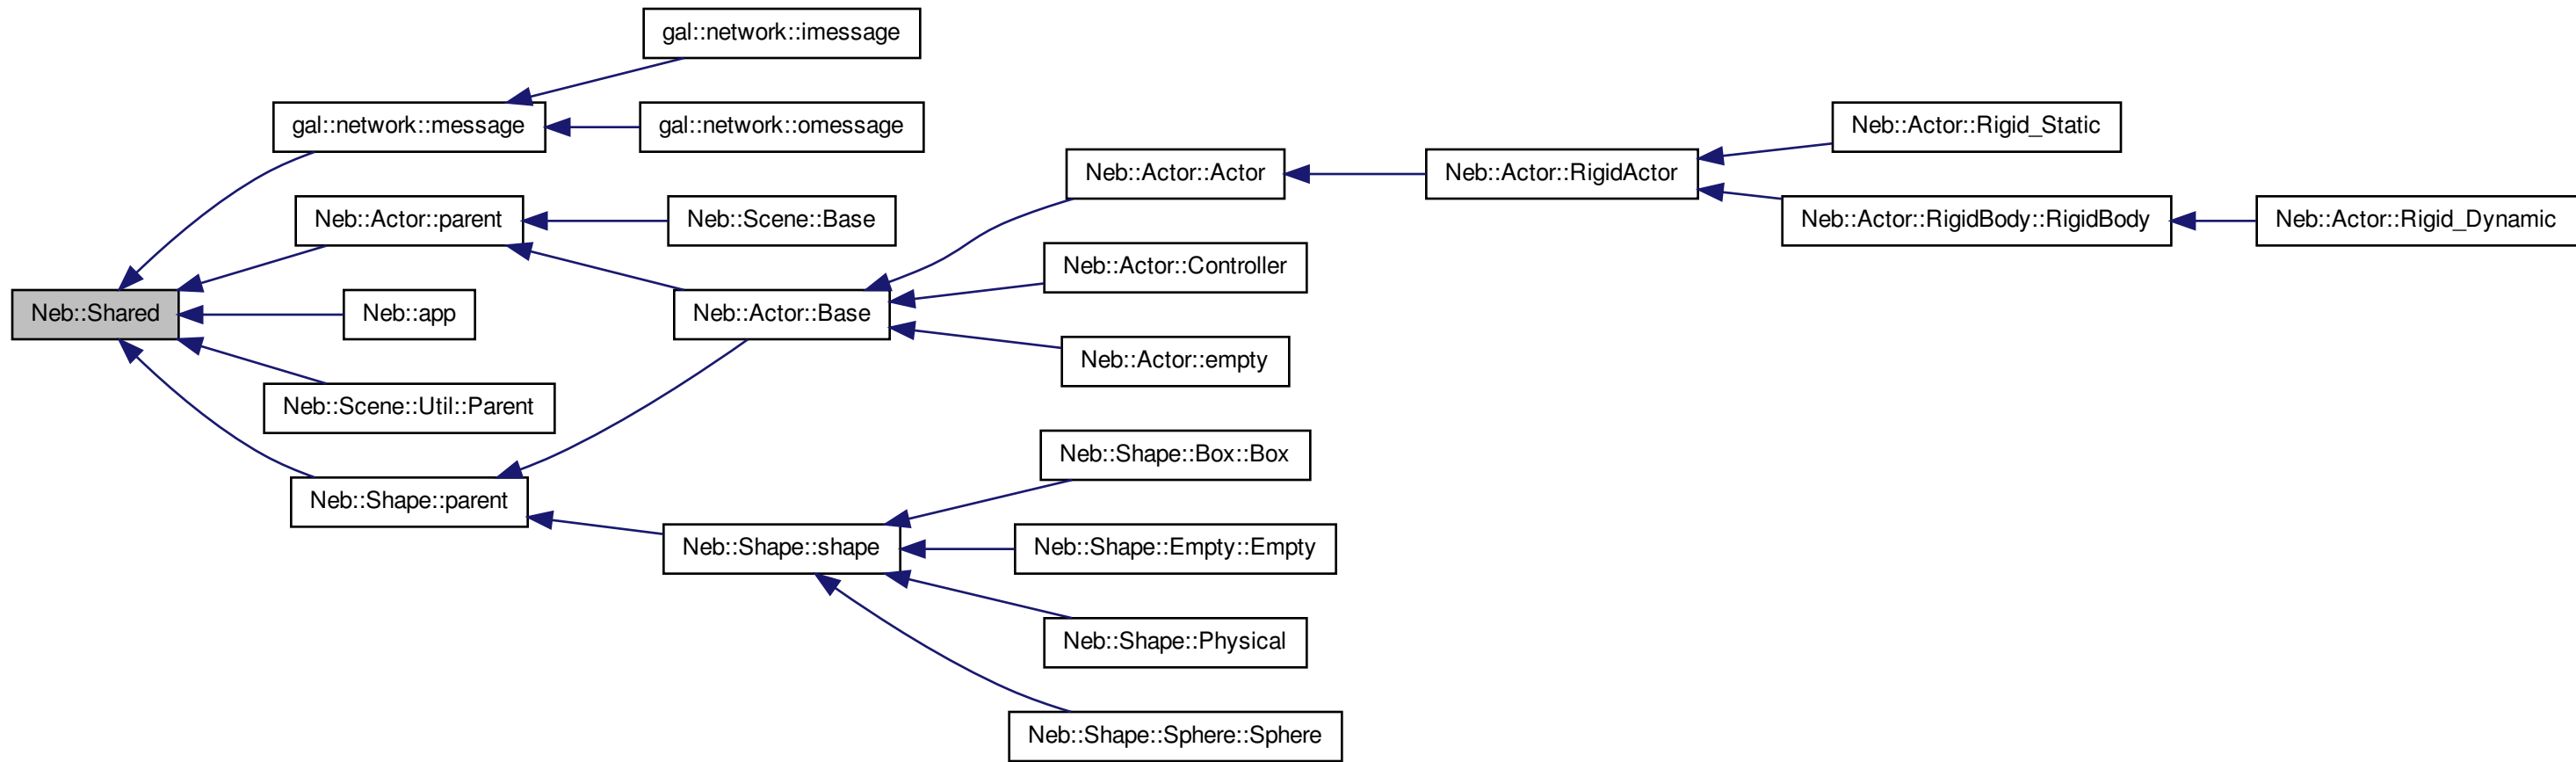 gal::network::imessage
gal::network::message
gal::network::omessage
Neb::Actor::Rigid_Static
Neb::Actor::Actor
Neb::Actor::RigidActor
Neb::Actor::parent
Neb::Scene::Base
Neb::Actor::RigidBody::RigidBody
Neb::Actor::Rigid_Dynamic
Neb::Actor::Controller
Neb::Shared
Neb::app
Neb::Actor::Base
Neb::Actor::empty
Neb::Scene::Util::Parent
Neb::Shape::Box::Box
Neb::Shape::parent
Neb::Shape::shape
Neb::Shape::Empty::Empty
Neb::Shape::Physical
Neb::Shape::Sphere::Sphere